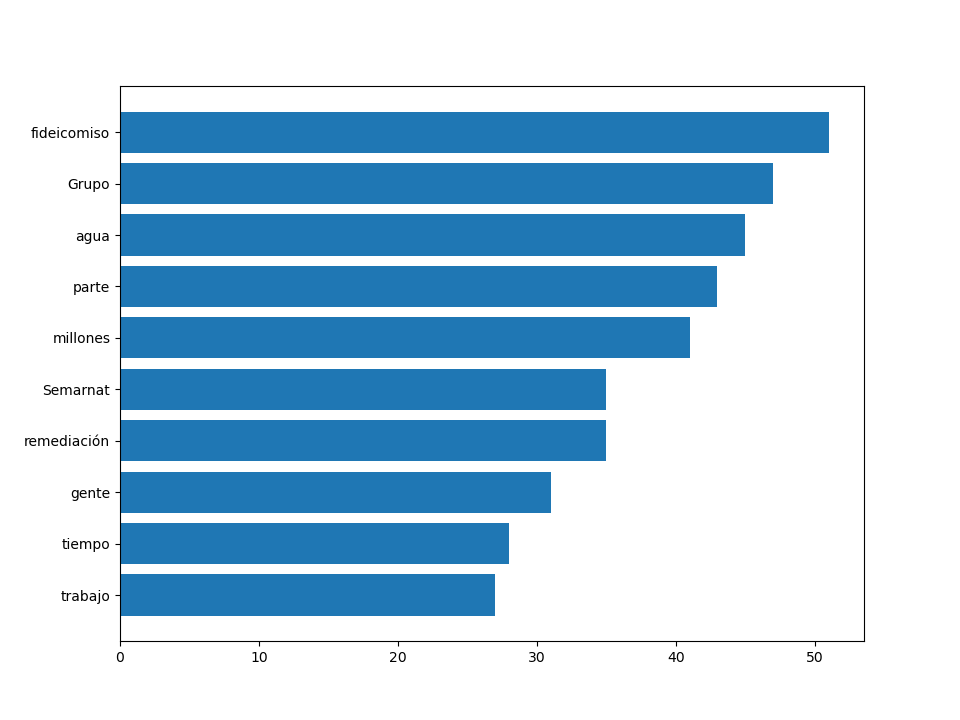 fideicomiso
Grupo
agua
parte
millones
Semarnat
remediación
gente
tiempo
trabajo
0 10 20 30 40 50